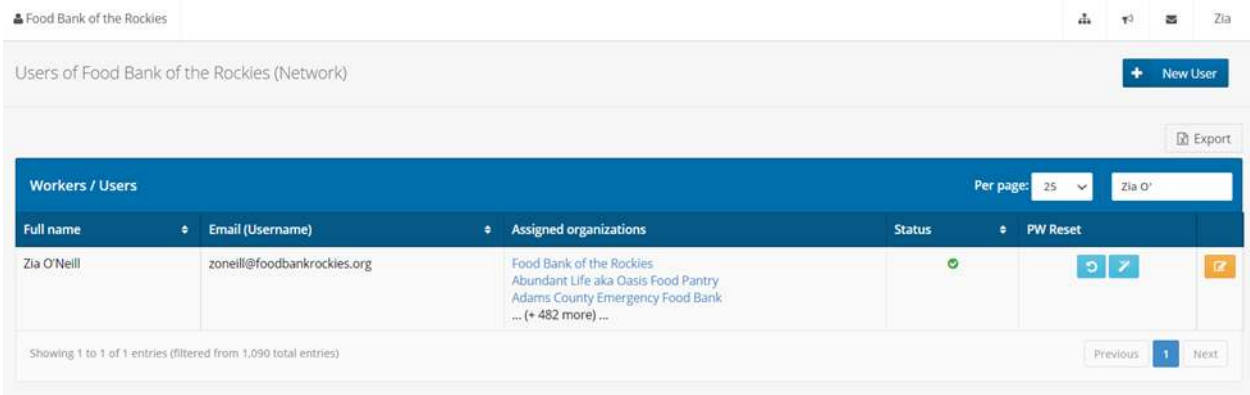 Food Bank of the Rockies
Zia
Users of Food Bank of the Rockies (Network)
New User
Export
Workers / Users
Per page: 25
Zia O'
Full name
Email (Username)
Assigned organizations
Status
PW Reset
Zia O'Neill
zoneill@foodbankrockies.org
Food Bank of the Rockies
Abundant Life aka Oasis Food Pantry
Adams County Emergency Food Bank
... (+ 482 more) ...
Showing 1 to 1 of 1 entries (filtered from 1,090 total entries)
Previous
1
Next